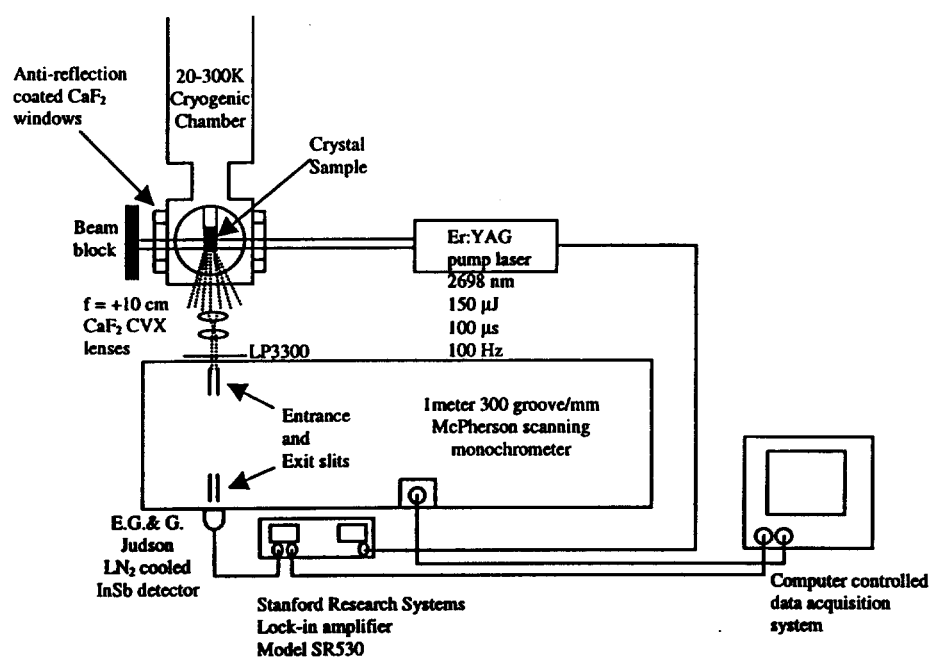 Anti-reflection
coated CaF₂
windows
20-300K
Cryogenic
Chamber
Crystal
Sample
Beam
block
Er:YAG
pump laser
2698 nm
150 µJ
100 µs
100 Hz
f = +10 cm
CaF₂ CVX
lenses
LP3300
Entrance
and
Exit slits
1meter 300 groove/mm
McPherson scanning
monochrometer
E.G.& G.
Judson
LN₂ cooled
InSb detector
Stanford Research Systems
Lock-in amplifier
Model SR530
Computer controlled
data acquisition
system